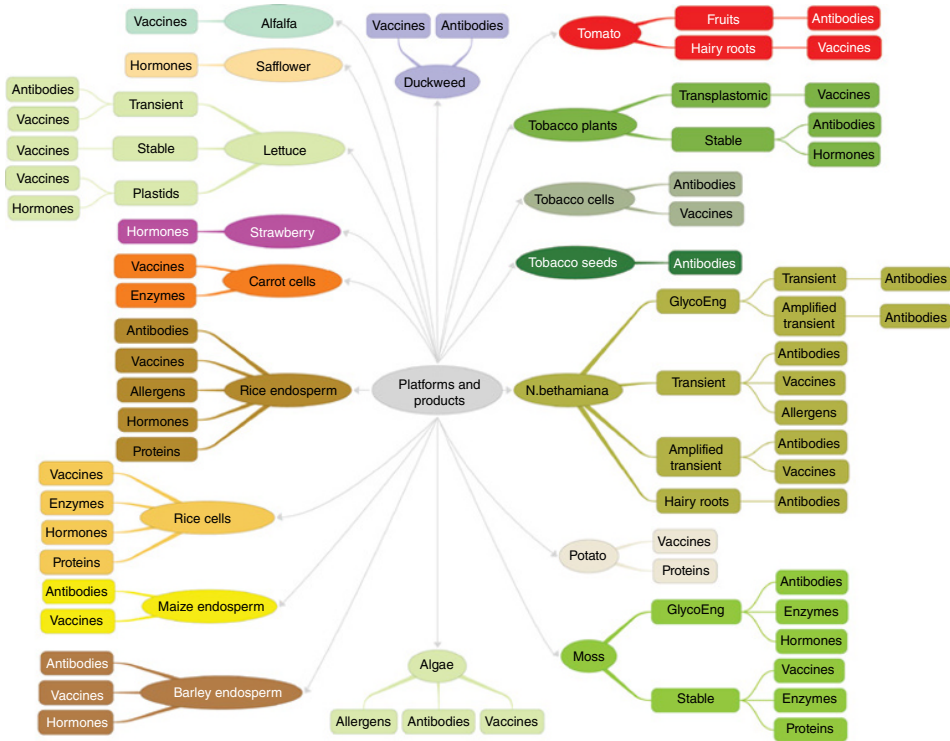 Vaccines
Alfalfa
Hormones
Safflower
Antibodies
Vaccines
Transient
Vaccines
Stable
Lettuce
Vaccines
Hormones
Plastids
Hormones
Strawberry
Vaccines
Enzymes
Carrot cells
Antibodies
Vaccines
Allergens
Hormones
Proteins
Rice endosperm
Vaccines
Enzymes
Hormones
Proteins
Rice cells
Antibodies
Vaccines
Maize endosperm
Antibodies
Vaccines
Hormones
Barley endosperm
Vaccines
Antibodies
Duckweed
Platforms and
products
Algae
Allergens
Antibodies
Vaccines
Tomato
Fruits
Antibodies
Hairy roots
Vaccines
Tobacco plants
Transplastomic
Vaccines
Stable
Antibodies
Hormones
Tobacco cells
Antibodies
Vaccines
Tobacco seeds
Antibodies
N.bethamiana
GlycoEng
Transient
Antibodies
Amplified
transient
Antibodies
Transient
Antibodies
Vaccines
Allergens
Amplified
transient
Antibodies
Vaccines
Hairy roots
Antibodies
Potato
Vaccines
Proteins
Moss
GlycoEng
Antibodies
Enzymes
Hormones
Stable
Vaccines
Enzymes
Proteins